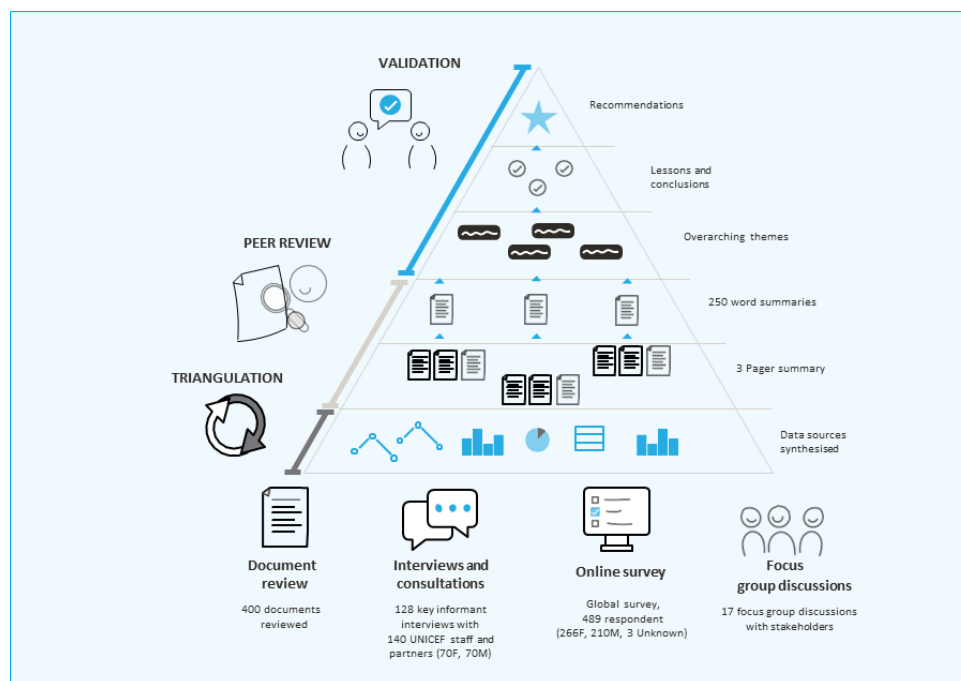 VALIDATION
Recommendations
Lessons and
conclusions
PEER REVIEW
Overarching themes
250 word summaries
TRIANGULATION
3 Pager summary
Data sources
synthesised
Document
review
400 documents
reviewed
Interviews and
consultations
128 key informant
interviews with
140 UNICEF staff and
partners (70F, 70M)
Online survey
Global survey,
489 respondent
(266F, 210M, 3 Unknown)
Focus
group discussions
17 focus group discussions
with stakeholders